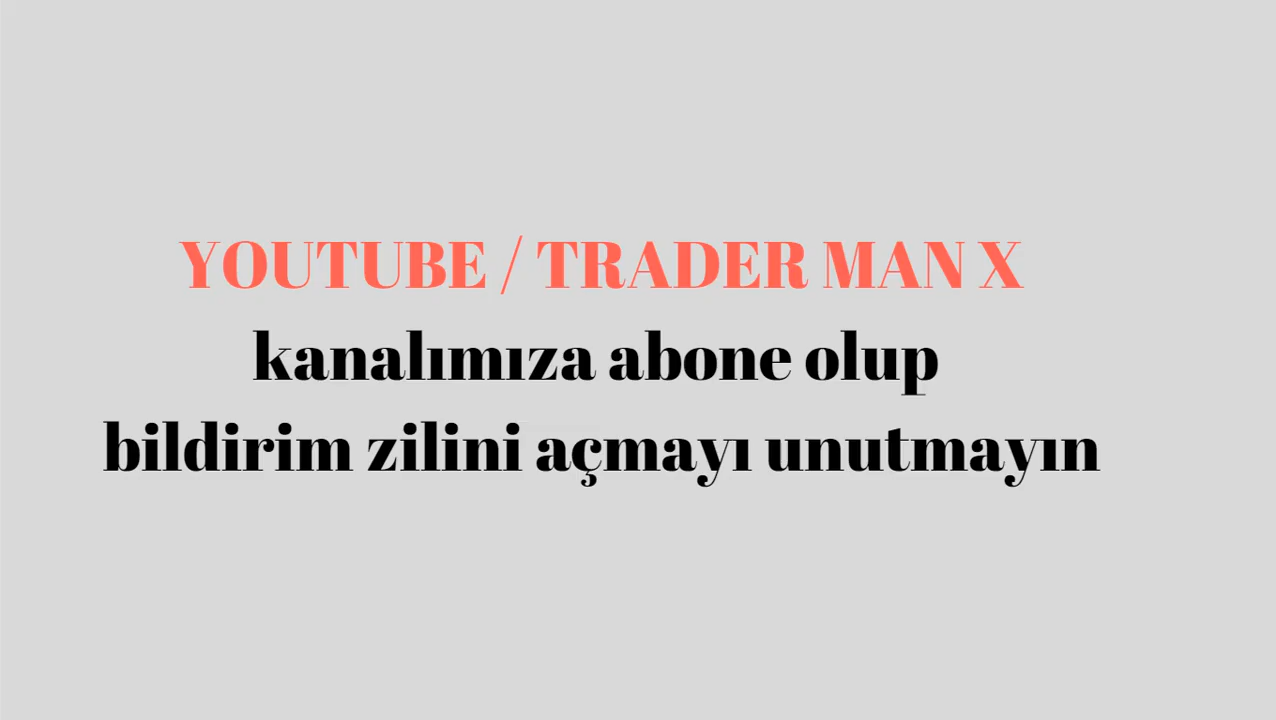 YOUTUBE / TRADER MAN X
kanalımıza abone olup
bildirim zilini açmayı unutmayın